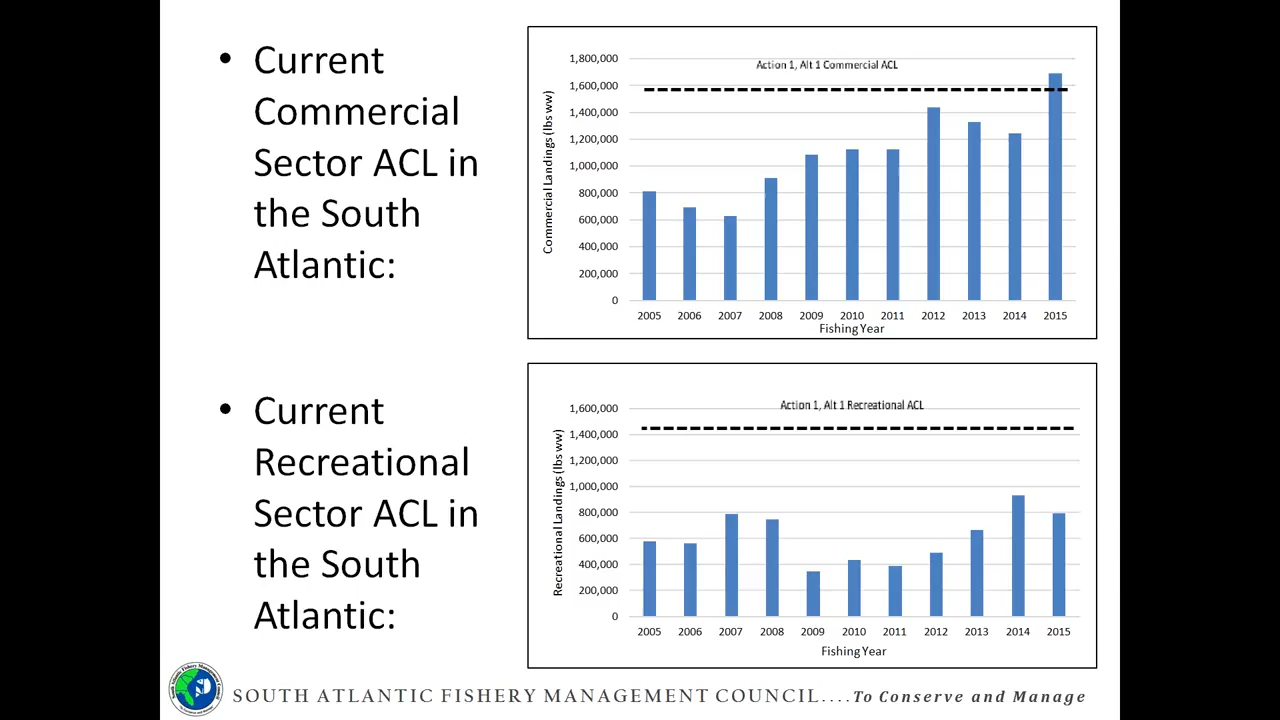 • Current
Commercial
Sector ACL in
the South
Atlantic:
Action 1, Alt 1 Commercial ACL
Commercial Landings (lbs ww)
1,800,000
1,600,000
1,400,000
1,200,000
1,000,000
800,000
600,000
400,000
200,000
0
2005 2006 2007 2008 2009 2010 2011 2012 2013 2014 2015
Fishing Year
• Current
Recreational
Sector ACL in
the South
Atlantic:
Action 1, Alt 1 Recreational ACL
Recreational Landings (lbs ww)
1,600,000
1,400,000
1,200,000
1,000,000
800,000
600,000
400,000
200,000
0
2005 2006 2007 2008 2009 2010 2011 2012 2013 2014 2015
Fishing Year
South Atlantic Fishery Management Council
SOUTH ATLANTIC FISHERY MANAGEMENT COUNCIL....To Conserve and Manage